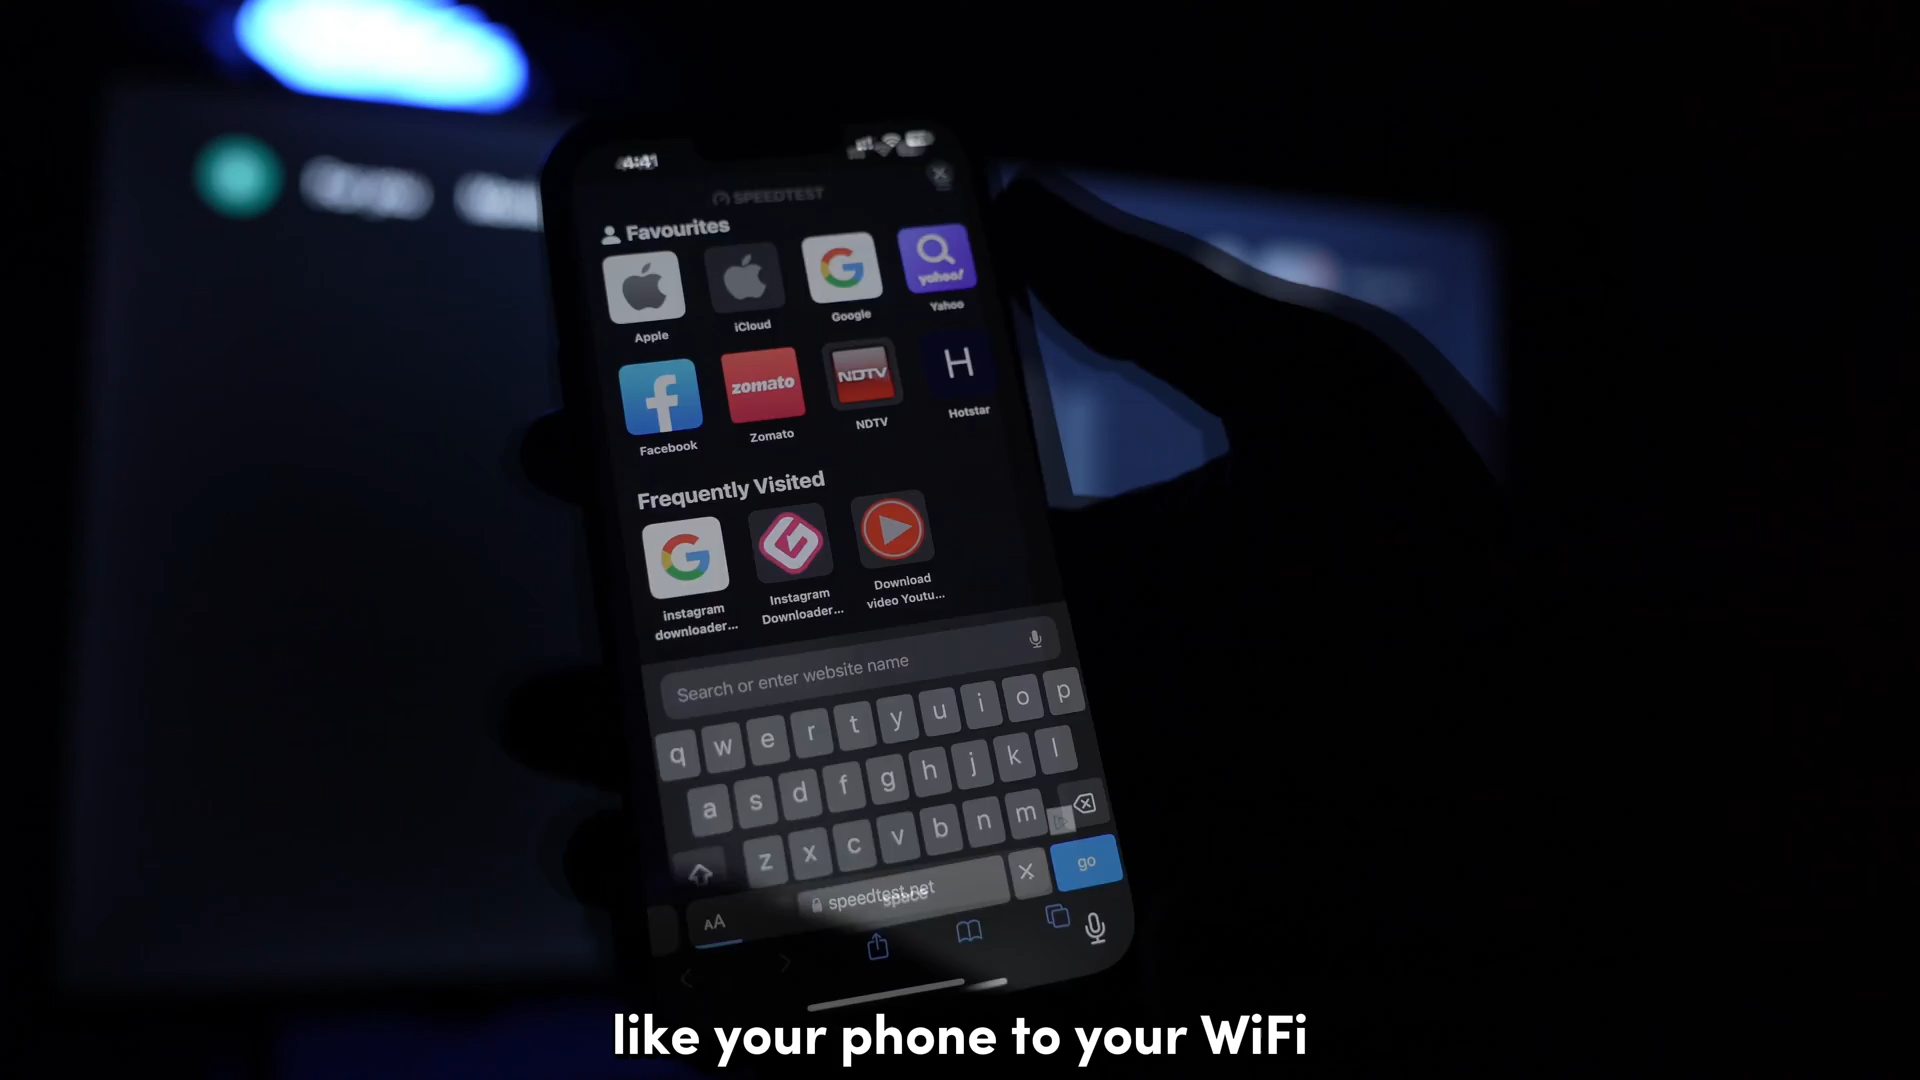 4:41
SPEEDTEST
Favourites
Apple
iCloud
Google
yahoo!
Yahoo
Facebook
zomato
Zomato
NDTV
NDTV
H
Hotstar
Frequently Visited
instagram
downloader...
Instagram
Downloader...
Download
video Youtu...
Search or enter website name
q w e r t y u i o p
a s d f g h j k l
z x c v b n m
go
speedtest.net
space
AA
like your phone to your WiFi